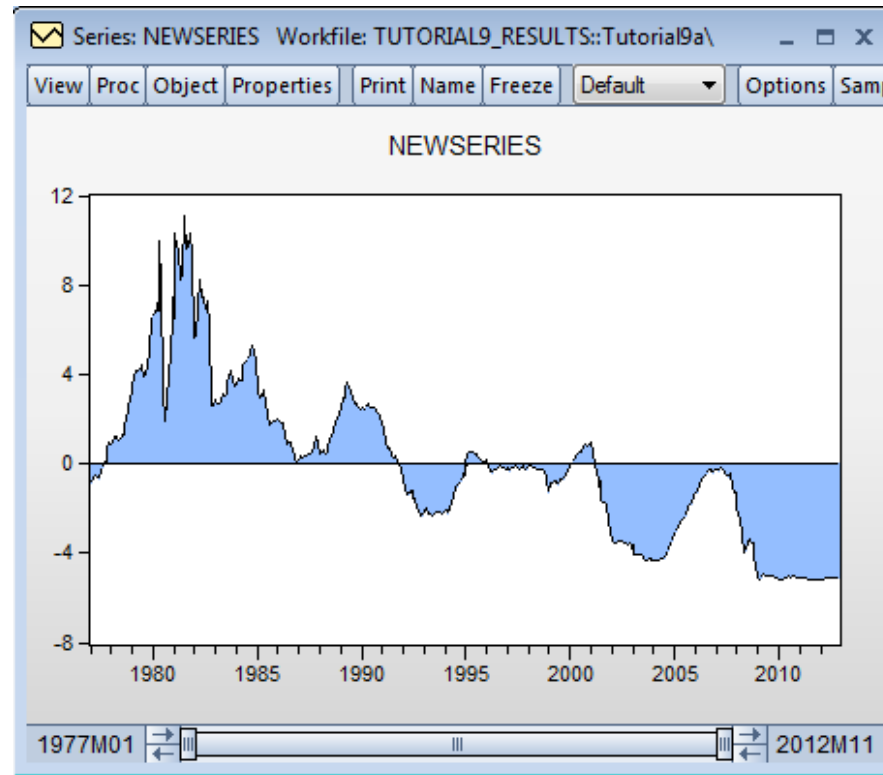 Series: NEWSERIES Workfile: TUTORIAL9_RESULTS::Tutorial9a\
View Proc Object Properties Print Name Freeze Default Options Sam
NEWSERIES
12
8
4
0
-4
-8
1980 1985 1990 1995 2000 2005 2010
1977M01 2012M11